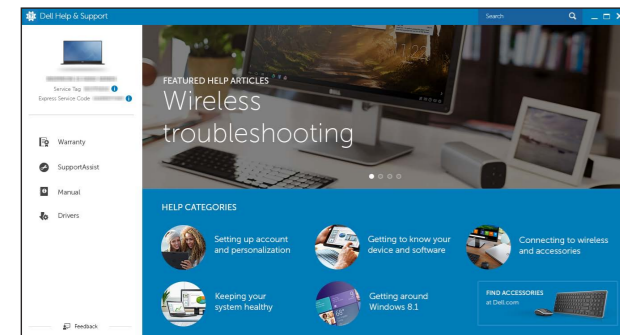 Dell Help & Support
Search
Service Tag
Express Service Code
Warranty
SupportAssist
Manual
Drivers
Feedback
FEATURED HELP ARTICLES
Wireless
troubleshooting
HELP CATEGORIES
Setting up account
and personalization
Getting to know your
device and software
Connecting to wireless
and accessories
Keeping your
system healthy
Getting around
Windows 8.1
FIND ACCESSORIES
at Dell.com